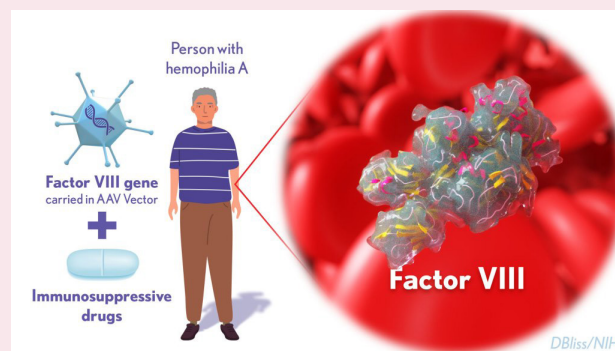 Person with
hemophilia A
Factor VIII gene
carried in AAV Vector
Immunosuppressive
drugs
Factor VIII
DBliss/NIH